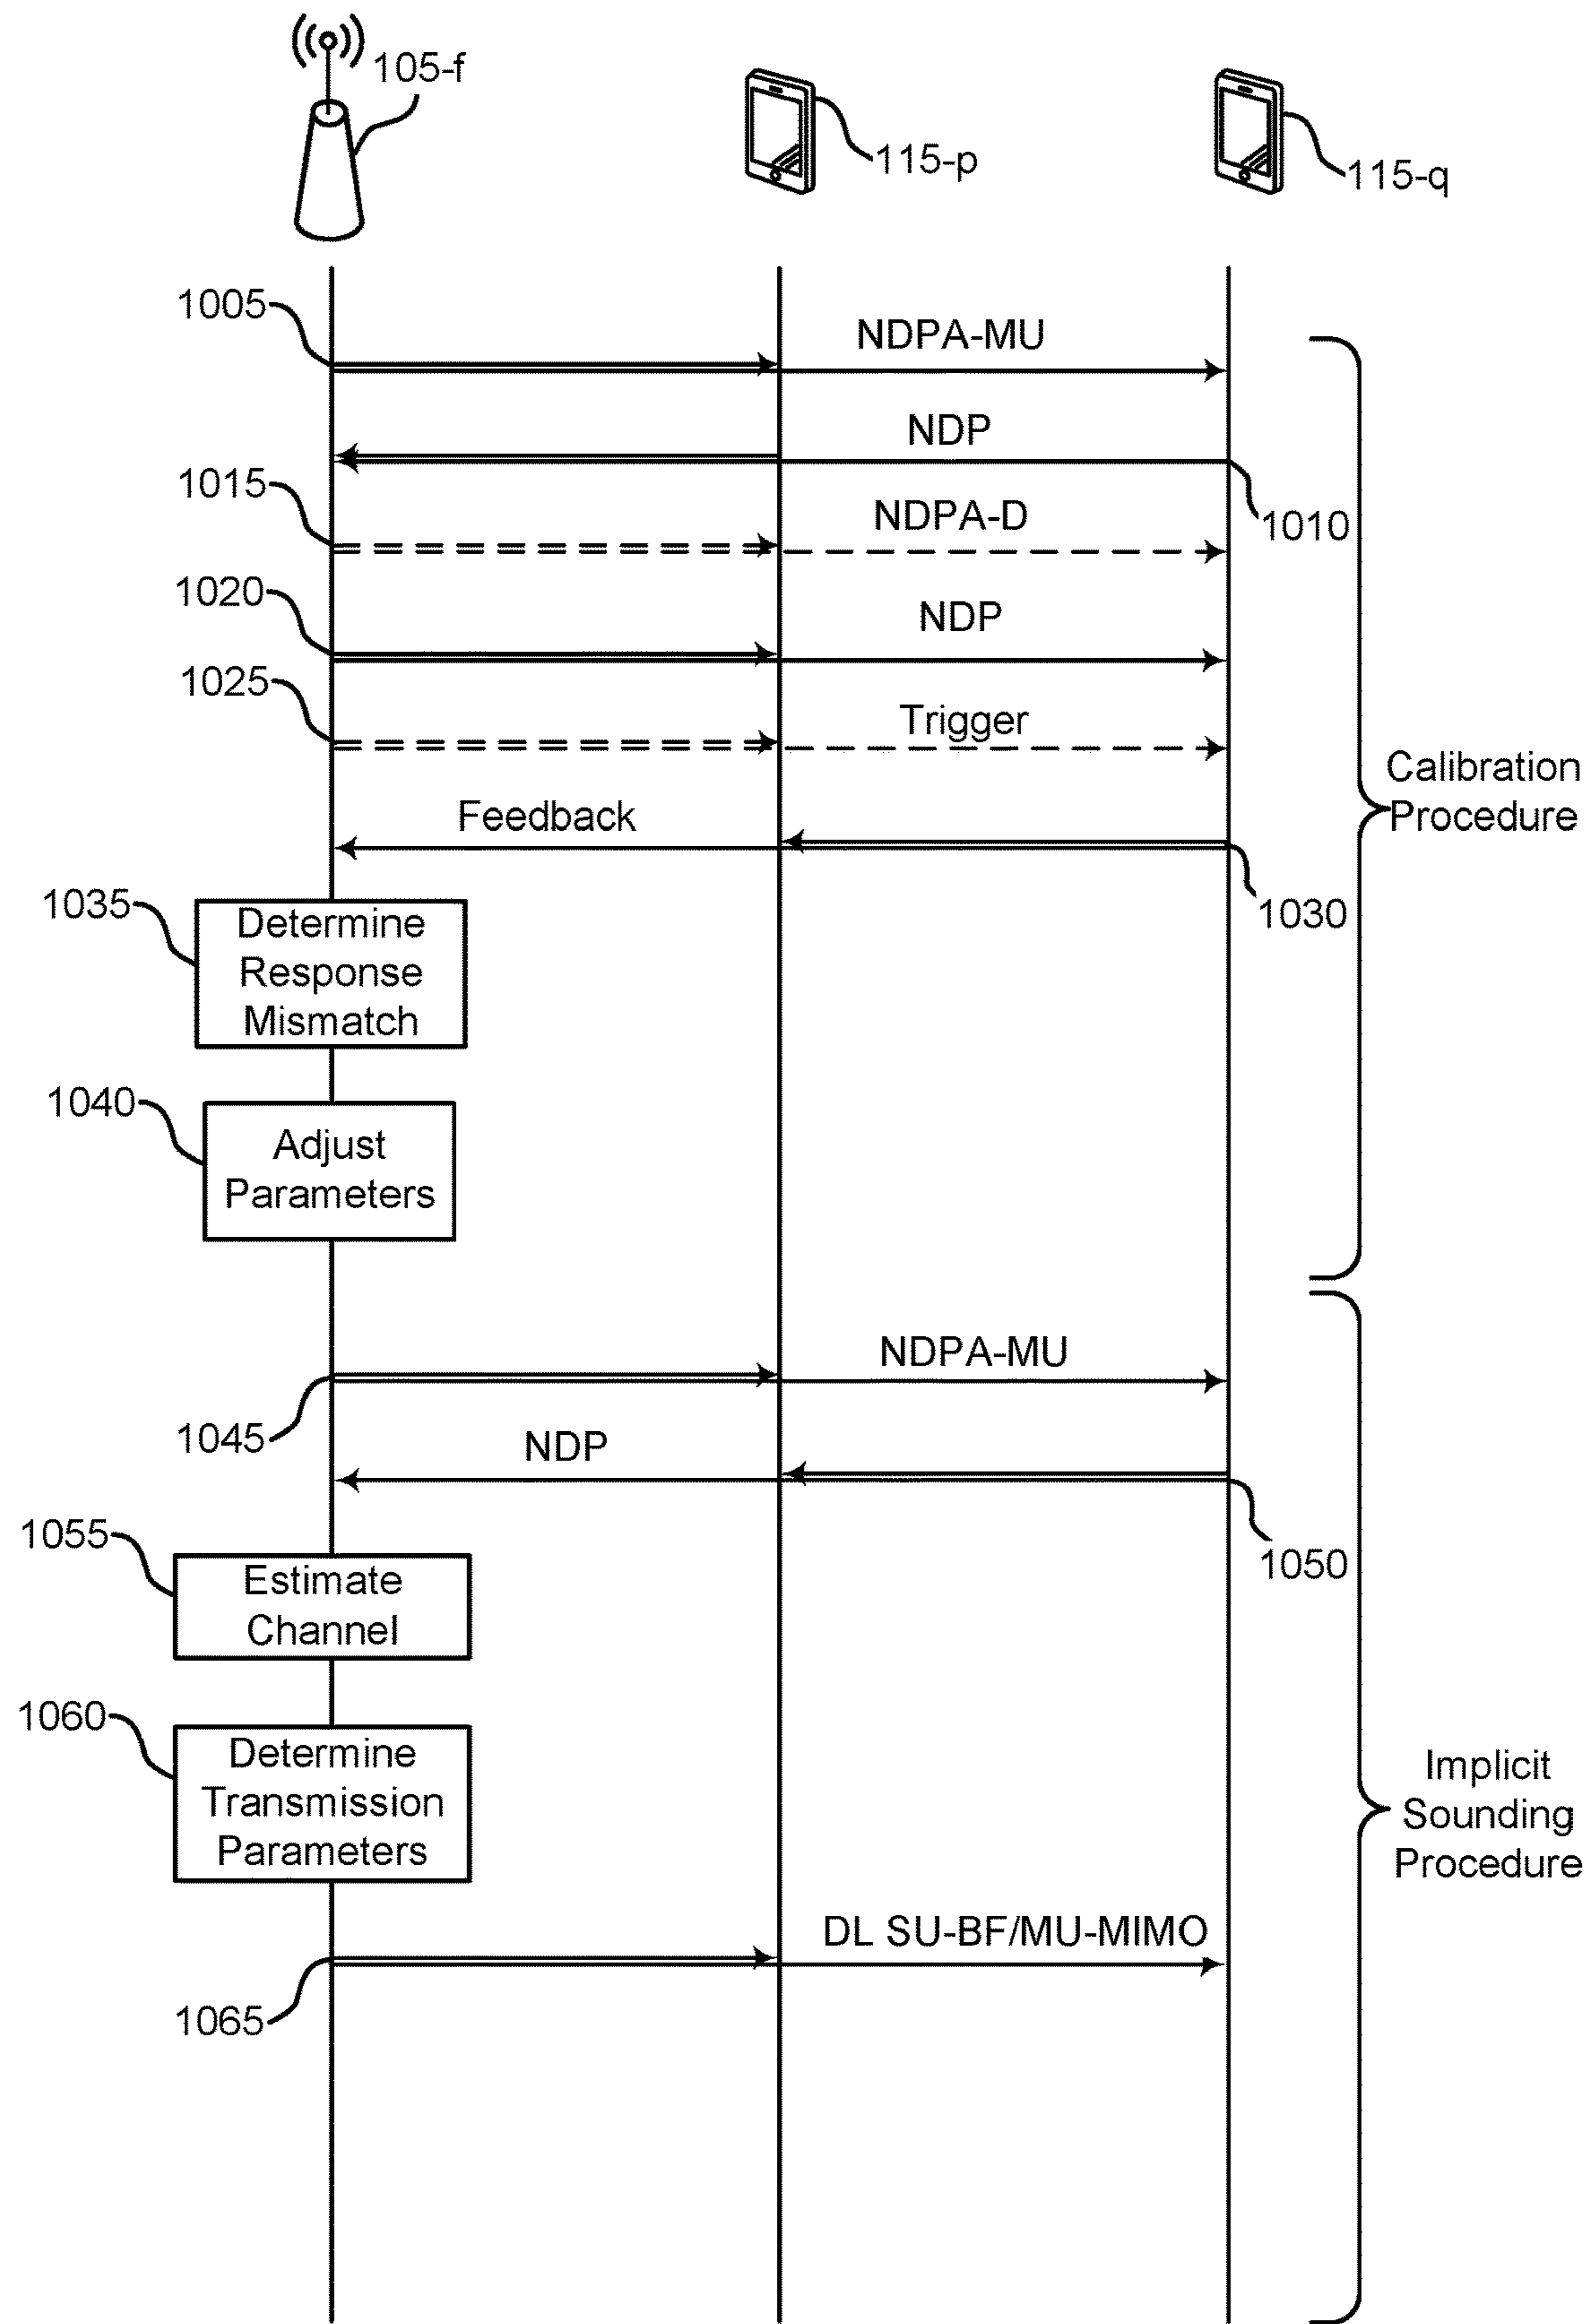 105-f
115-p
115-q
1005
NDPA-MU
NDP
1010
1015
NDPA-D
1020
NDP
1025
Trigger
Calibration
Procedure
Feedback
1030
1035
Determine
Response
Mismatch
1040
Adjust
Parameters
NDPA-MU
1045
NDP
1050
1055
Estimate
Channel
1060
Determine
Transmission
Parameters
Implicit
Sounding
Procedure
DL SU-BF/MU-MIMO
1065